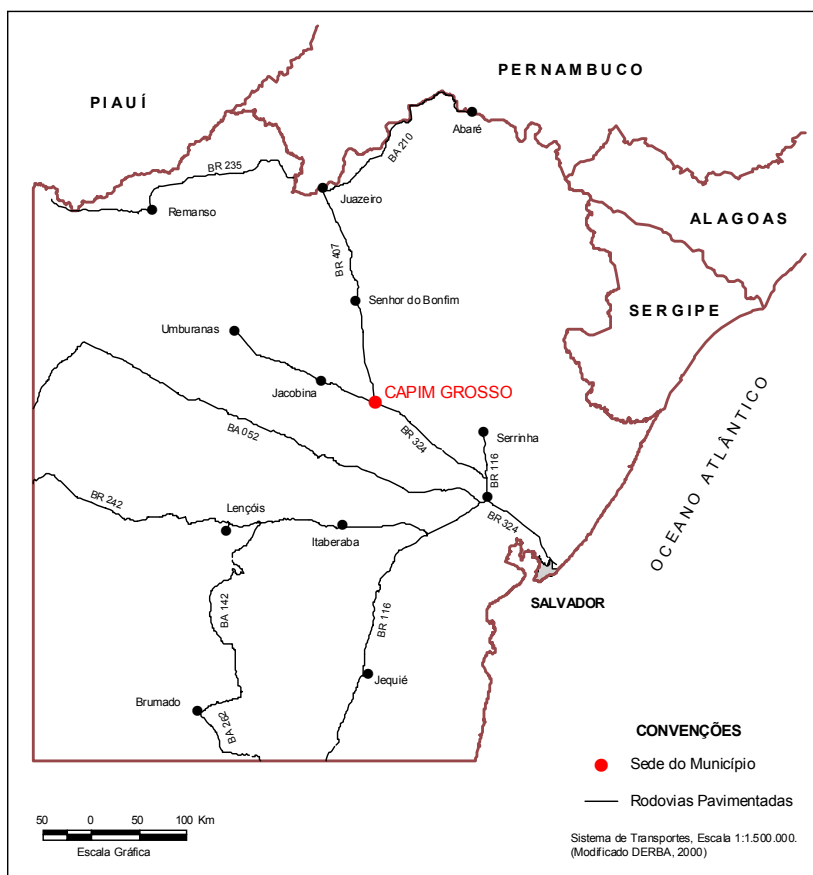 PERNAMBUCO
PIAUÍ
Abaré
BA 210
BR 235
Juazeiro
Remanso
ALAGOAS
BR 407
Senhor do Bonfim
SERGIPE
Umburanas
Jacobina
CAPIM GROSSO
BA 052
BR 324
Serrinha
BR 116
OCEANO ATLÂNTICO
BR 242
Lençóis
Itaberaba
BR 324
SALVADOR
BA 142
BR 116
Jequié
Brumado
BA 262
CONVENÇÕES
Sede do Município
Rodovias Pavimentadas
50 0 50 100 Km
Escala Gráfica
Sistema de Transportes, Escala 1:1.500.000.
(Modificado DERBA, 2000)